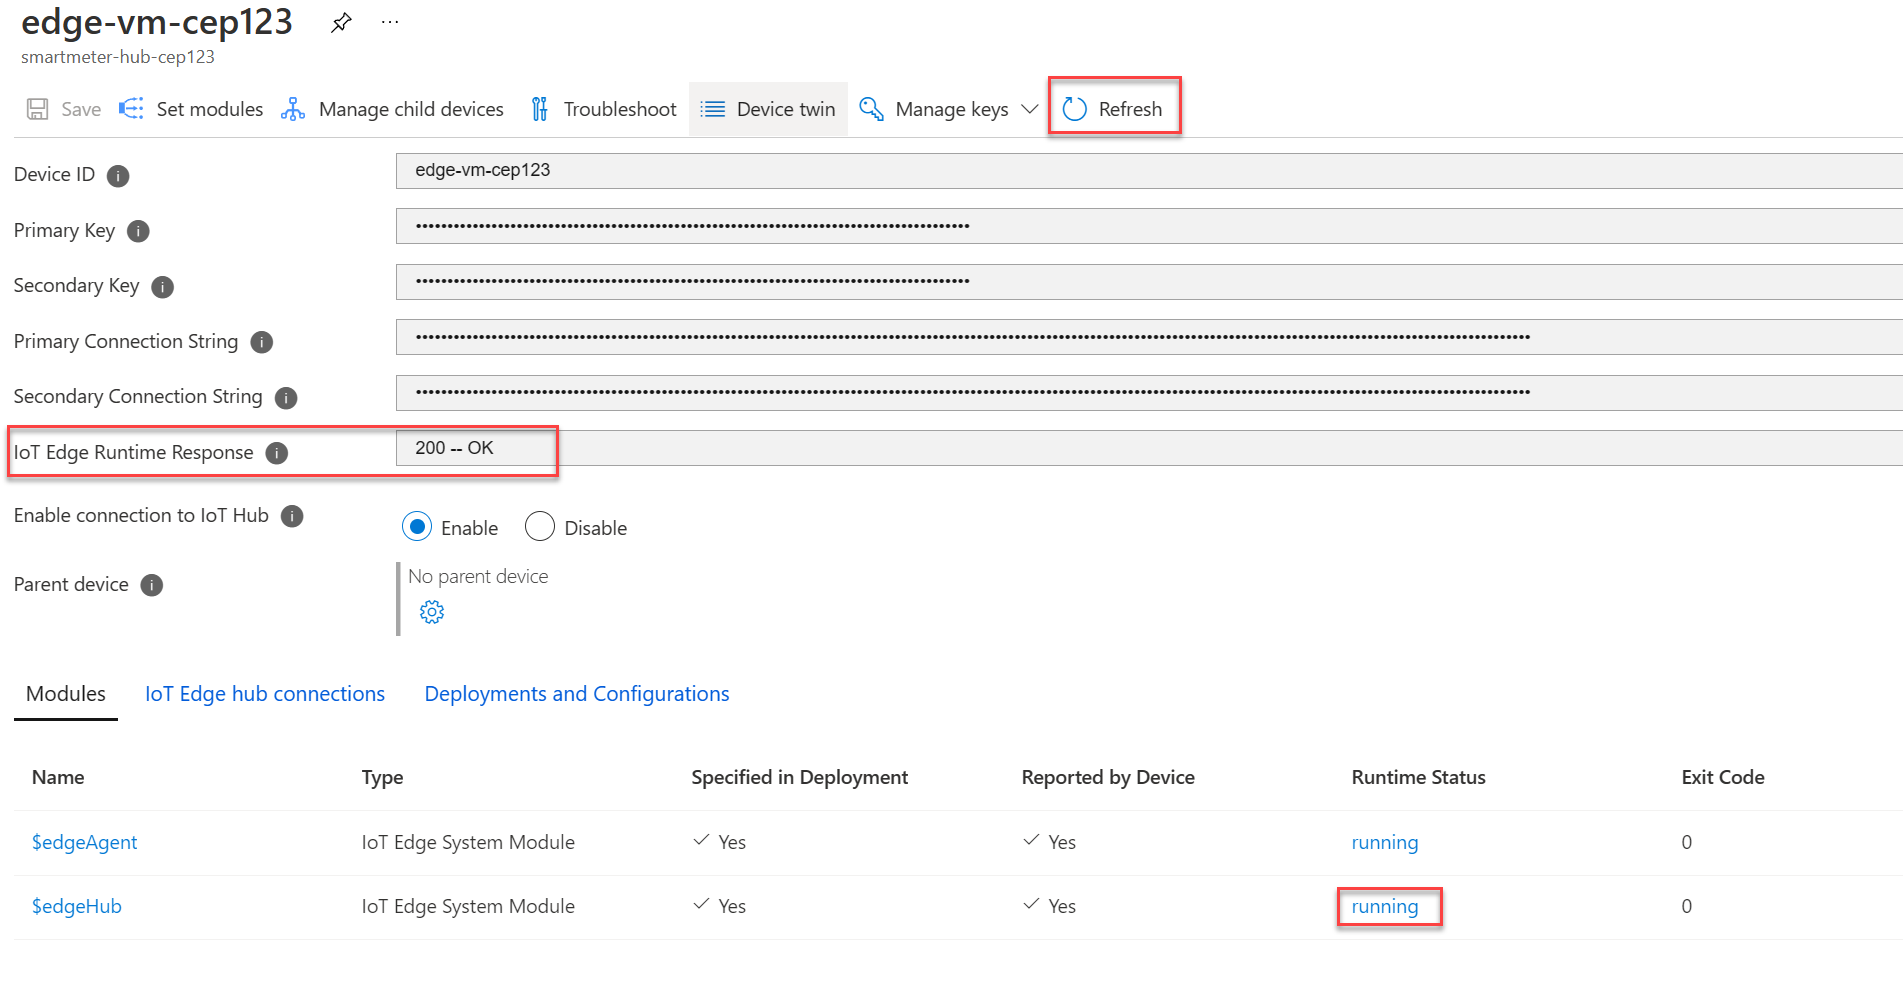 edge-vm-cep123 ...
smartmeter-hub-cep123
Save Set modules Manage child devices Troubleshoot Device twin Manage keys Refresh
Device ID i edge-vm-cep123
Primary Key i
Secondary Key i
Primary Connection String i
Secondary Connection String i
IoT Edge Runtime Response i 200 -- OK
Enable connection to IoT Hub i Enable Disable
Parent device i No parent device
Modules IoT Edge hub connections Deployments and Configurations
Name Type Specified in Deployment Reported by Device Runtime Status Exit Code
$edgeAgent IoT Edge System Module Yes Yes running 0
$edgeHub IoT Edge System Module Yes Yes running 0